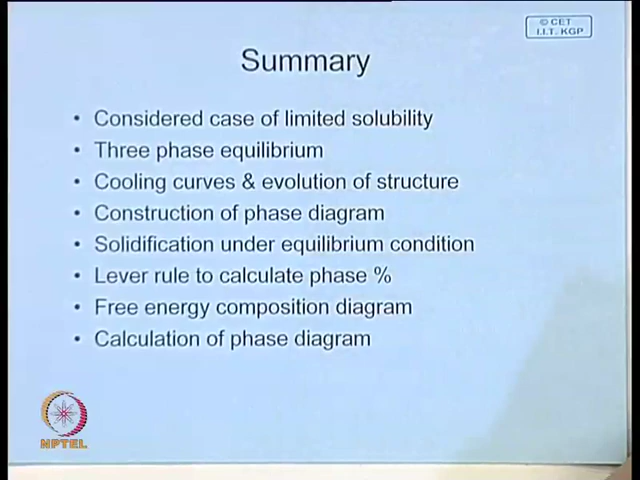 © CET
I.I.T. KGP
Summary
• Considered case of limited solubility
• Three phase equilibrium
• Cooling curves & evolution of structure
• Construction of phase diagram
• Solidification under equilibrium condition
• Lever rule to calculate phase %
• Free energy composition diagram
• Calculation of phase diagram
NPTEL